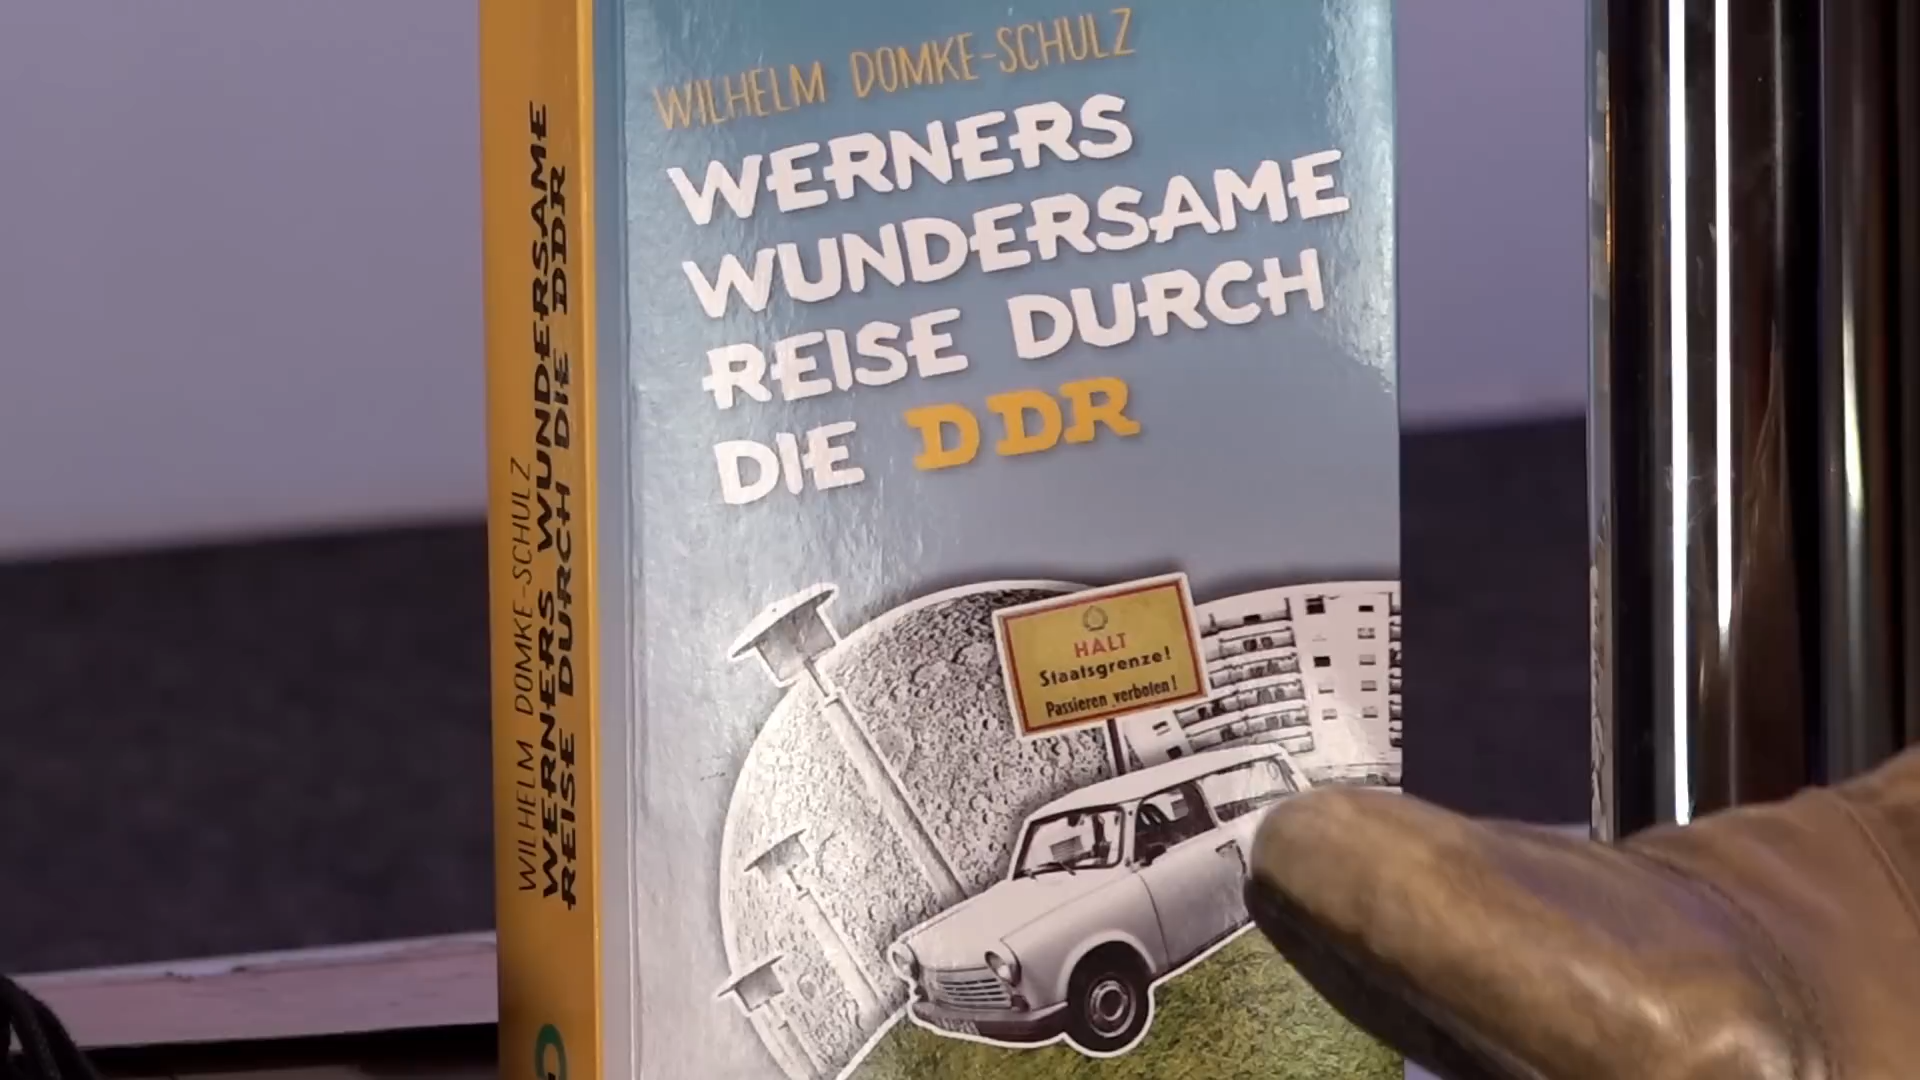 WILHELM DOMKE-SCHULZ
WERNERS WUNDERSAME
REISE DURCH DIE DDR
WILHELM DOMKE-SCHULZ
WERNERS
WUNDERSAME
REISE DURCH
DIE DDR
HALT
Staatsgrenze!
Passieren verboten!